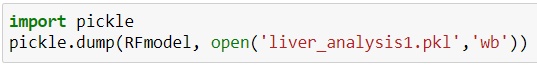 import pickle
pickle.dump(RFmodel, open('liver_analysis1.pkl','wb'))